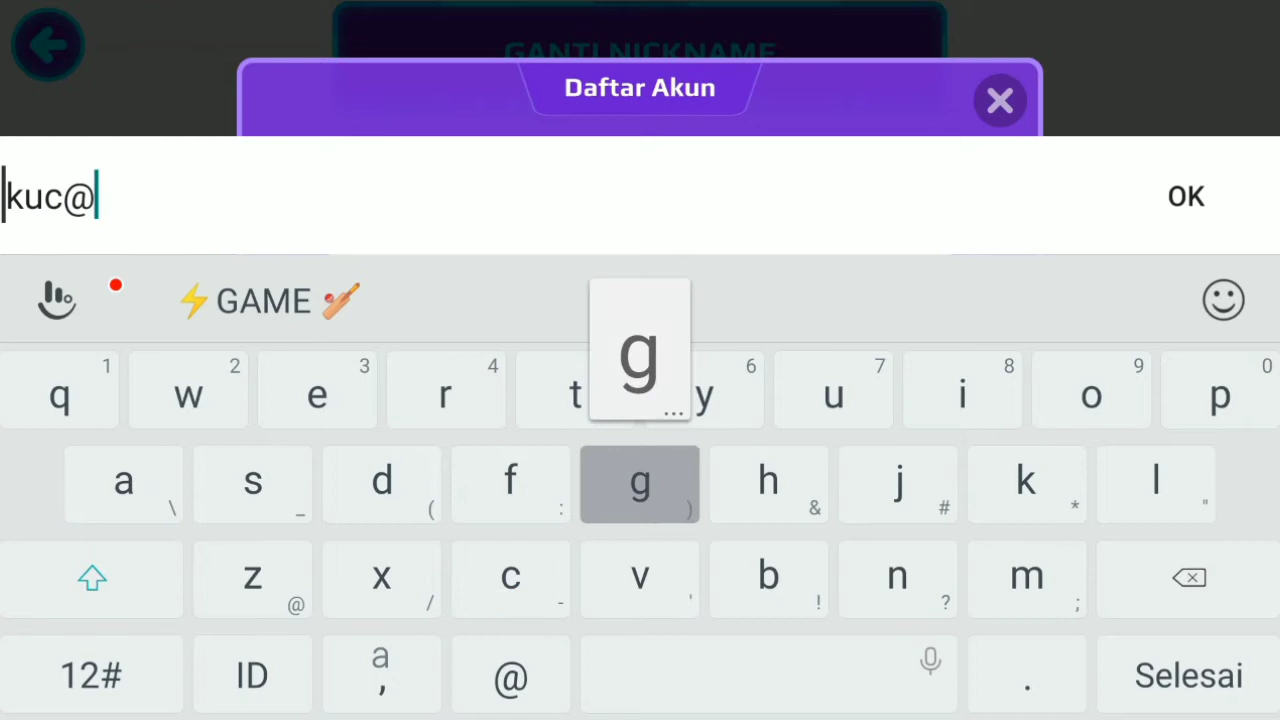 GANTI NICKNAME
Daftar Akun
kuc@
OK
⚡GAME 🏏
g
...
q 1 w 2 e 3 r 4 t y 6 u 7 i 8 o 9 p 0
a \ s _ d ( f : g ) h & j # k * l "
z @ x / c - v ' b ! n ? m ;
12# ID a , @ . Selesai